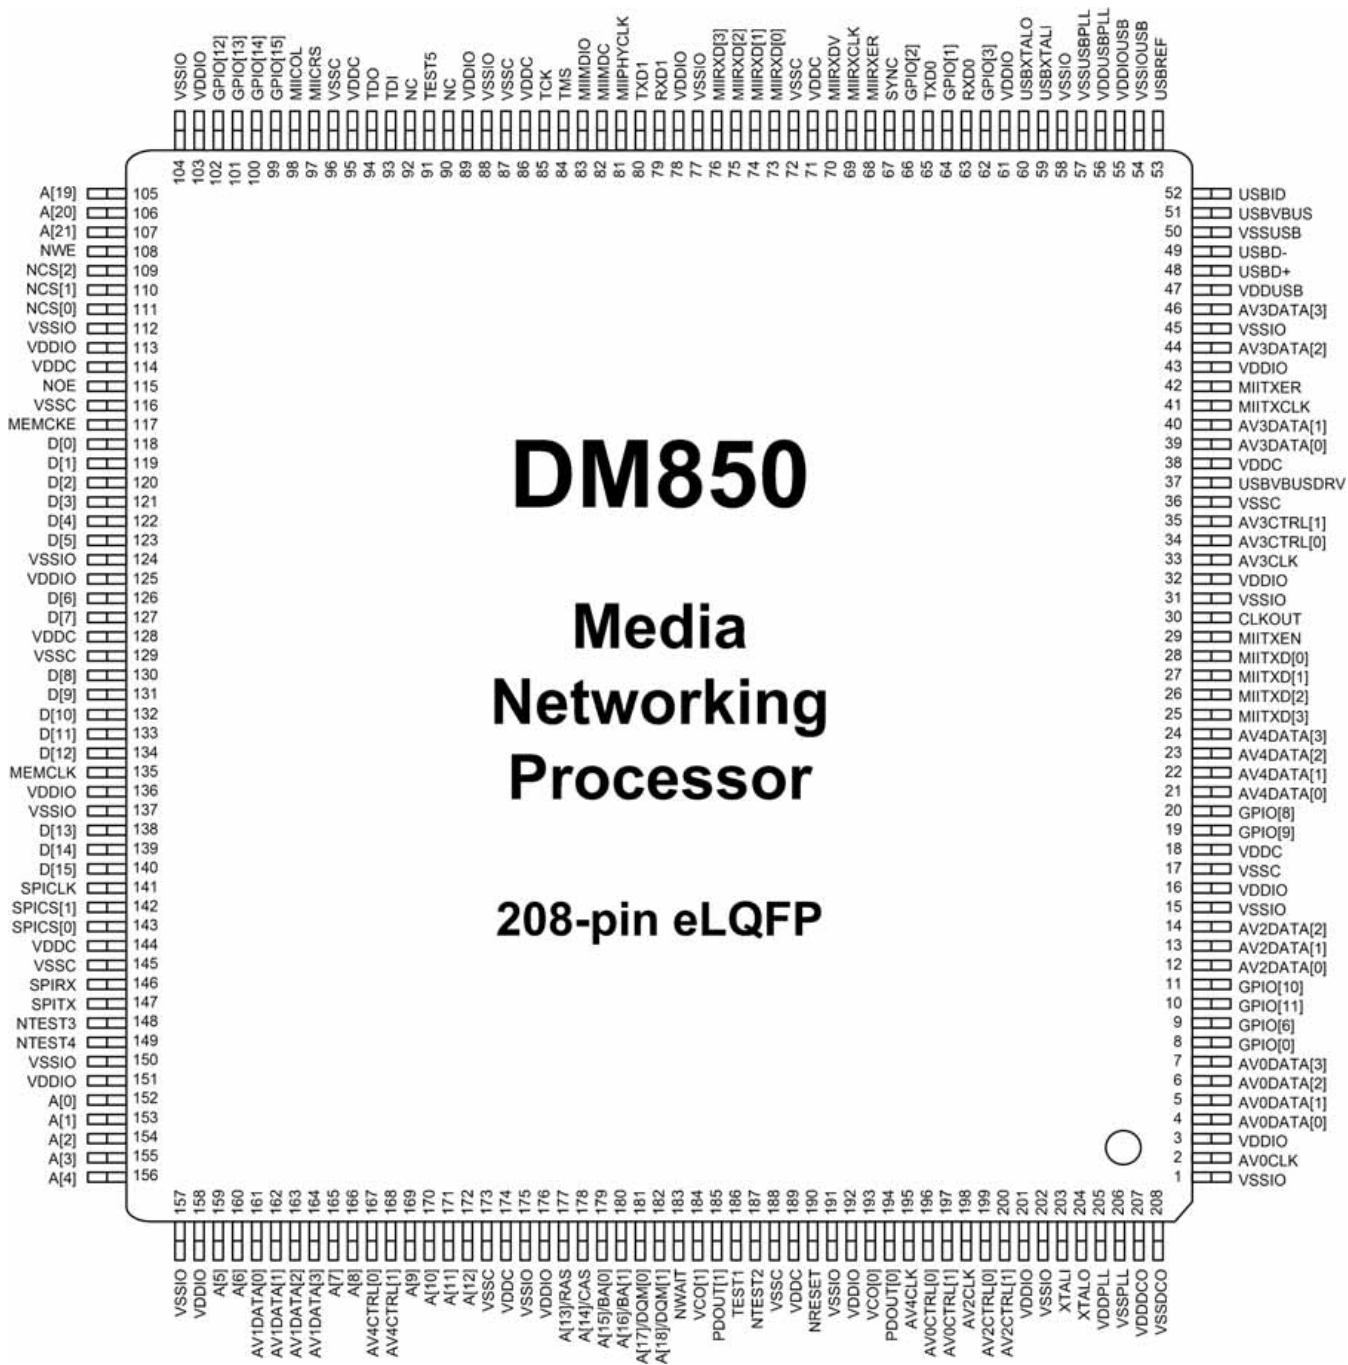 VSSIO VDDIO GPIO[12] GPIO[13] GPIO[14] GPIO[15] MIICOL MIICRS VSSC VDDC TDO TDI NC TEST5 NC VDDIO VSSIO VSSC VDDC TCK TMS MIIMDIO MIIMDC MIIPHYCLK TXD1 RXD1 VDDIO VSSIO MIIRXD[3] MIIRXD[2] MIIRXD[1] MIIRXD[0] VSSC VDDC MIIRXDV MIIRXCLK MIIRXER SYNC GPIO[2] TXD0 GPIO[1] RXD0 GPIO[3] VDDIO USBXTALO USBXTALI VSSIO VSSUSBPLL VDDUSBPLL VDDIOUSB VSSIOUSB USBREF
104 103 102 101 100 99 98 97 96 95 94 93 92 91 90 89 88 87 86 85 84 83 82 81 80 79 78 77 76 75 74 73 72 71 70 69 68 67 66 65 64 63 62 61 60 59 58 57 56 55 54 53
A[19] 105 52 USBID
A[20] 106 51 USBVBUS
A[21] 107 50 VSSUSB
NWE 108 49 USBD-
NCS[2] 109 48 USBD+
NCS[1] 110 47 VDDUSB
NCS[0] 111 46 AV3DATA[3]
VSSIO 112 45 VSSIO
VDDIO 113 44 AV3DATA[2]
VDDC 114 43 VDDIO
NOE 115 42 MIITXER
VSSC 116 41 MIITXCLK
MEMCKE 117 40 AV3DATA[1]
D[0] 118 39 AV3DATA[0]
D[1] 119 38 VDDC
D[2] 120 37 USBVBUSDRV
D[3] 121 36 VSSC
D[4] 122 35 AV3CTRL[1]
D[5] 123 34 AV3CTRL[0]
VSSIO 124 33 AV3CLK
VDDIO 125 32 VDDIO
D[6] 126 31 VSSIO
D[7] 127 30 CLKOUT
VDDC 128 29 MIITXEN
VSSC 129 28 MIITXD[0]
D[8] 130 27 MIITXD[1]
D[9] 131 26 MIITXD[2]
D[10] 132 25 MIITXD[3]
D[11] 133 24 AV4DATA[3]
D[12] 134 23 AV4DATA[2]
MEMCLK 135 22 AV4DATA[1]
VDDIO 136 21 AV4DATA[0]
VSSIO 137 20 GPIO[8]
D[13] 138 19 GPIO[9]
D[14] 139 18 VDDC
D[15] 140 17 VSSC
SPICLK 141 16 VDDIO
SPICS[1] 142 15 VSSIO
SPICS[0] 143 14 AV2DATA[2]
VDDC 144 13 AV2DATA[1]
VSSC 145 12 AV2DATA[0]
SPIRX 146 11 GPIO[10]
SPITX 147 10 GPIO[11]
NTEST3 148 9 GPIO[6]
NTEST4 149 8 GPIO[0]
VSSIO 150 7 AV0DATA[3]
VDDIO 151 6 AV0DATA[2]
A[0] 152 5 AV0DATA[1]
A[1] 153 4 AV0DATA[0]
A[2] 154 3 VDDIO
A[3] 155 2 AV0CLK
A[4] 156 1 VSSIO
DM850
Media
Networking
Processor
208-pin eLQFP
157 158 159 160 161 162 163 164 165 166 167 168 169 170 171 172 173 174 175 176 177 178 179 180 181 182 183 184 185 186 187 188 189 190 191 192 193 194 195 196 197 198 199 200 201 202 203 204 205 206 207 208
VSSIO VDDIO A[5] A[6] AV1DATA[0] AV1DATA[1] AV1DATA[2] AV1DATA[3] A[7] A[8] AV4CTRL[0] AV4CTRL[1] A[9] A[10] A[11] A[12] VSSC VDDC VSSIO VDDIO A[13]/RAS A[14]/CAS A[15]/BA[0] A[16]/BA[1] A[17]/DQM[0] A[18]/DQM[1] NWAIT VCO[1] PDOUT[1] TEST1 NTEST2 VSSC VDDC NRESET VSSIO VDDIO VCO[0] PDOUT[0] AV4CLK AV0CTRL[0] AV0CTRL[1] AV2CLK AV2CTRL[0] AV2CTRL[1] VDDIO VSSIO XTALI XTALO VDDPLL VSSPLL VDDDCO VSSDCO